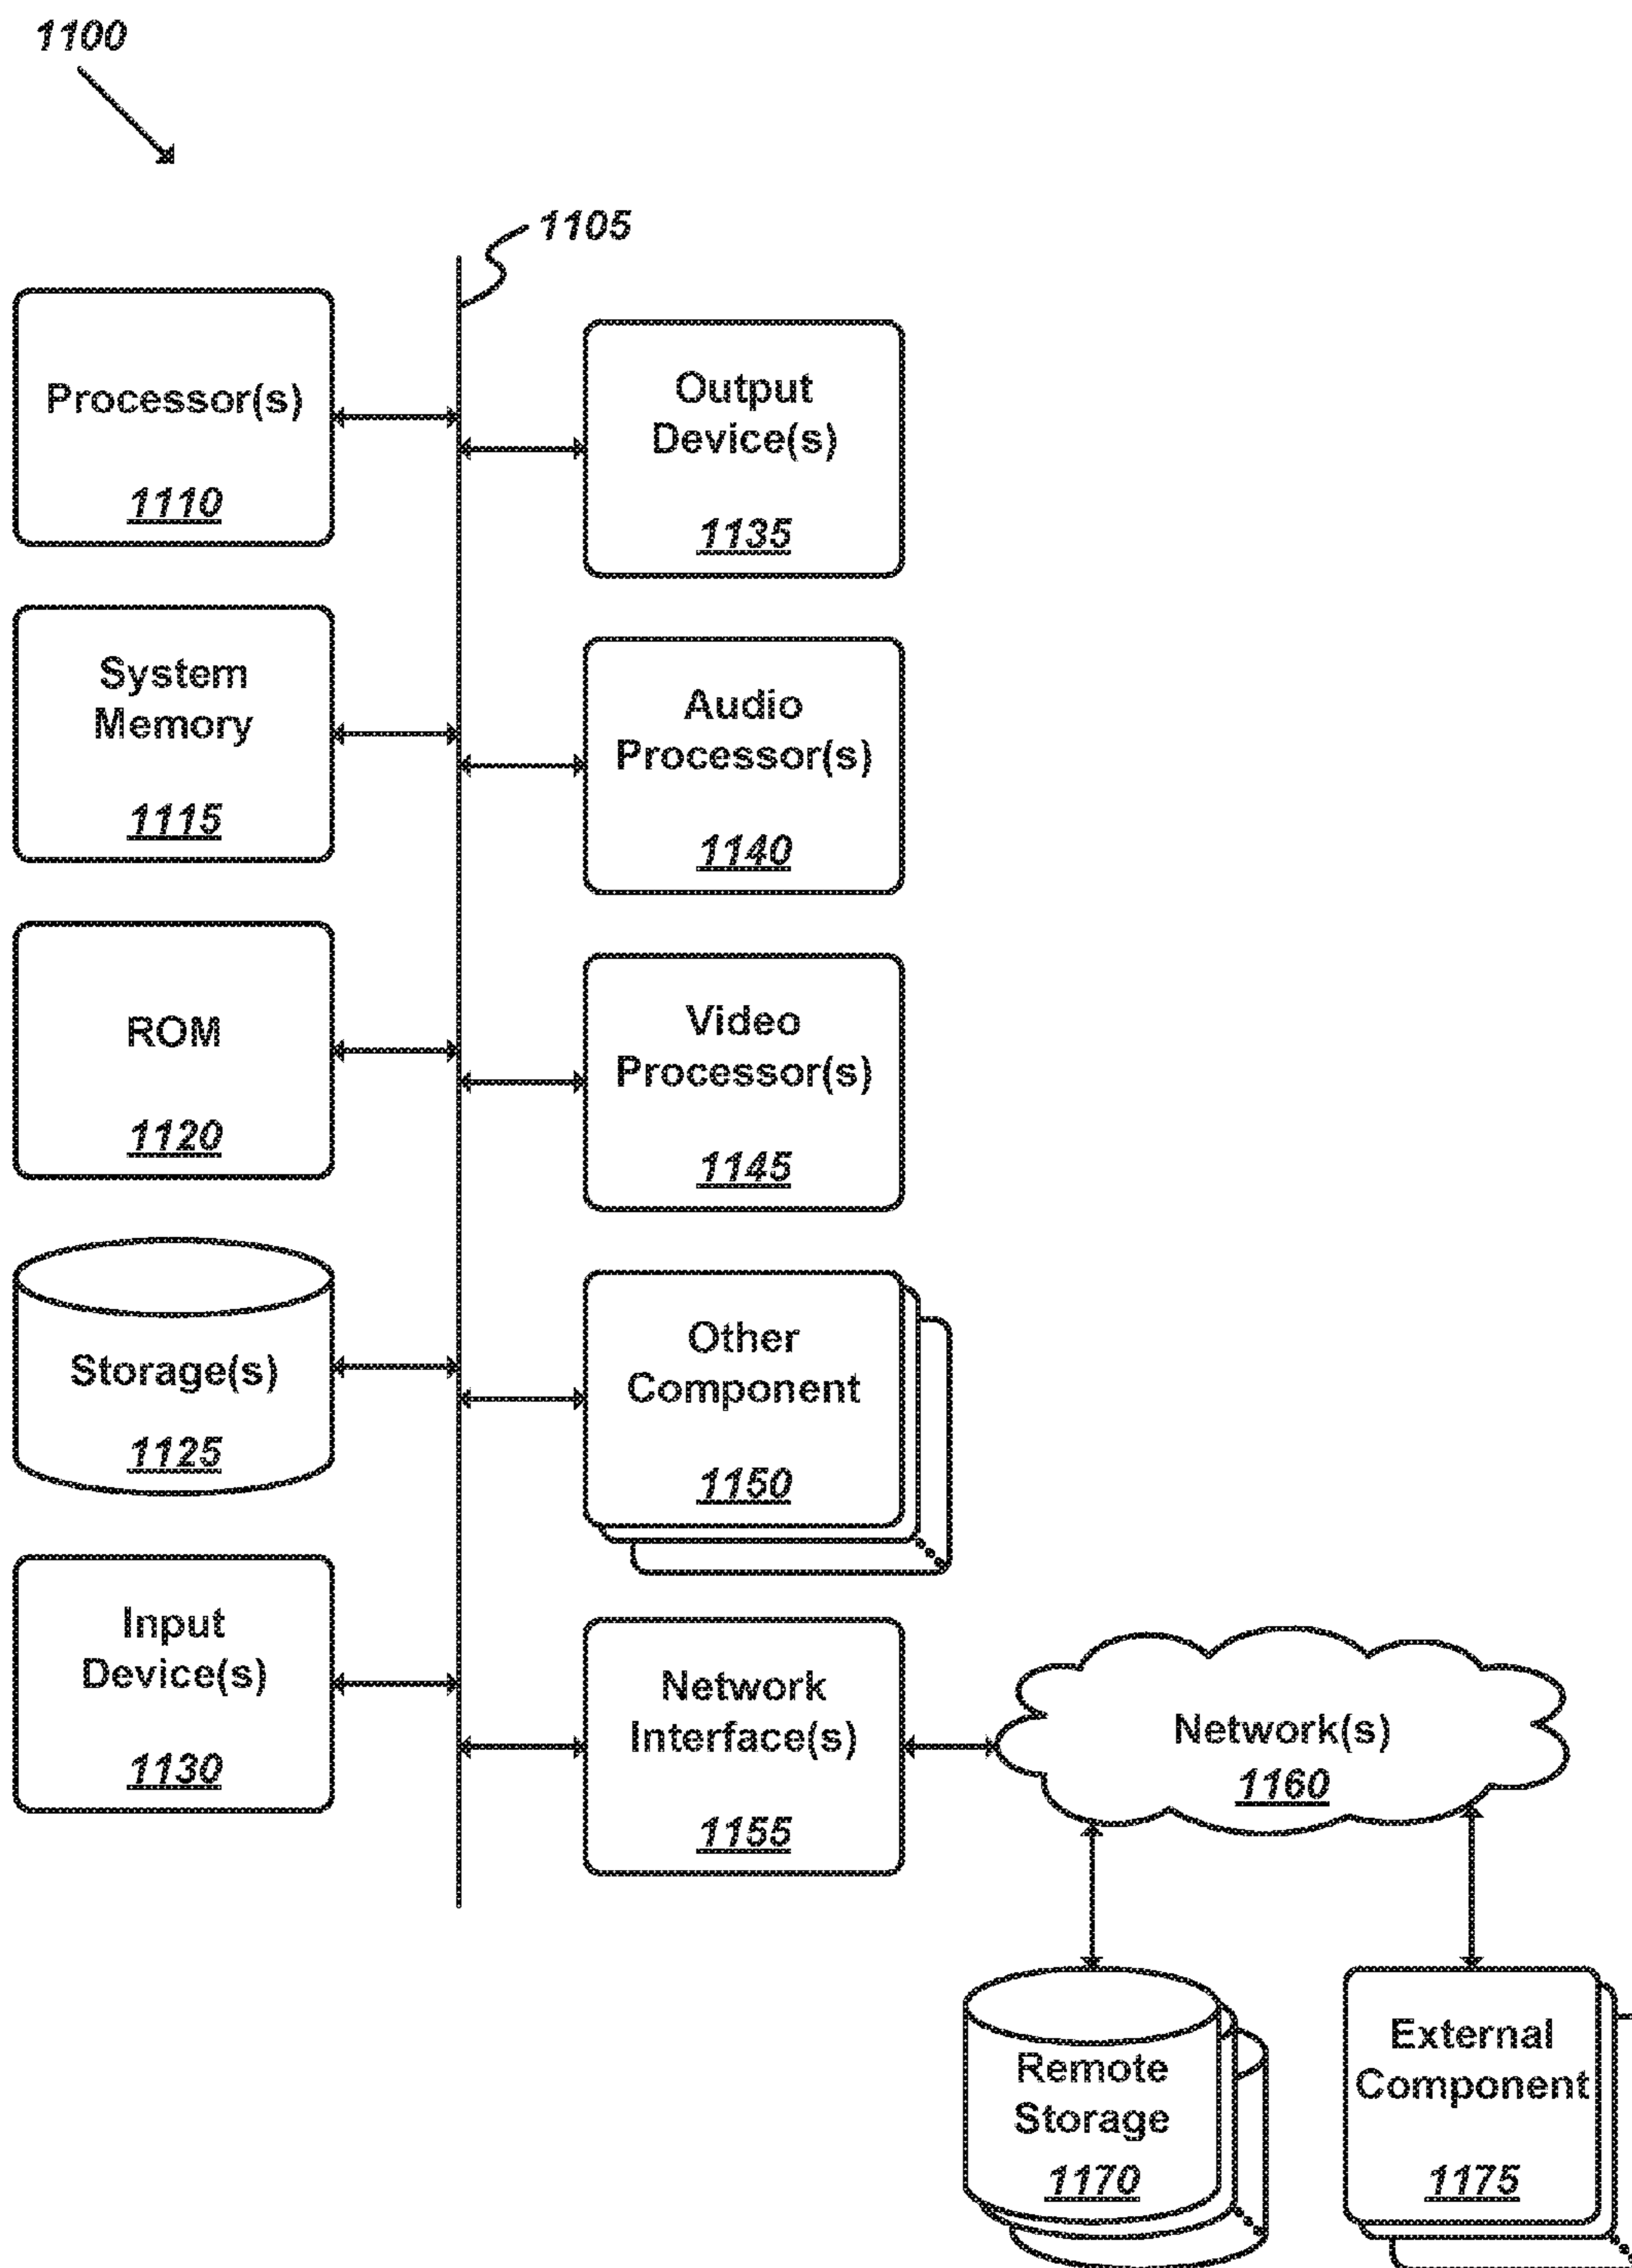 1100
1105
Processor(s)
1110
Output
Device(s)
1135
System
Memory
1115
Audio
Processor(s)
1140
ROM
1120
Video
Processor(s)
1145
Storage(s)
1125
Other
Component
1150
Input
Device(s)
1130
Network
Interface(s)
1155
Network(s)
1160
Remote
Storage
1170
External
Component
1175